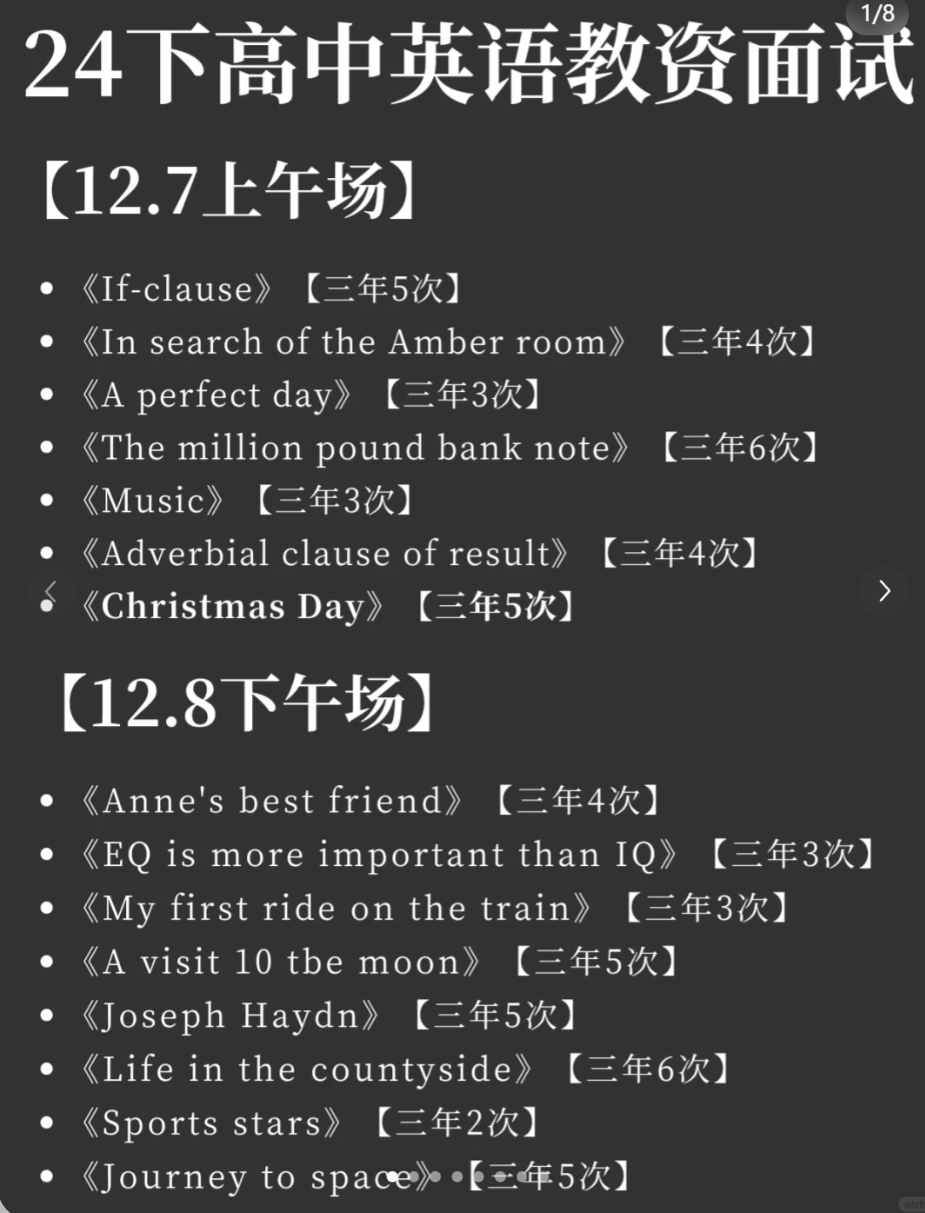 1/8
24下高中英语教资面试
【12.7上午场】
• 《If-clause》【三年5次】
• 《In search of the Amber room》【三年4次】
• 《A perfect day》【三年3次】
• 《The million pound bank note》【三年6次】
• 《Music》【三年3次】
• 《Adverbial clause of result》【三年4次】
• 《Christmas Day》【三年5次】
【12.8下午场】
• 《Anne's best friend》【三年4次】
• 《EQ is more important than IQ》【三年3次】
• 《My first ride on the train》【三年3次】
• 《A visit 10 tbe moon》【三年5次】
• 《Joseph Haydn》【三年5次】
• 《Life in the countyside》【三年6次】
• 《Sports stars》【三年2次】
• 《Journey to space》【三年5次】